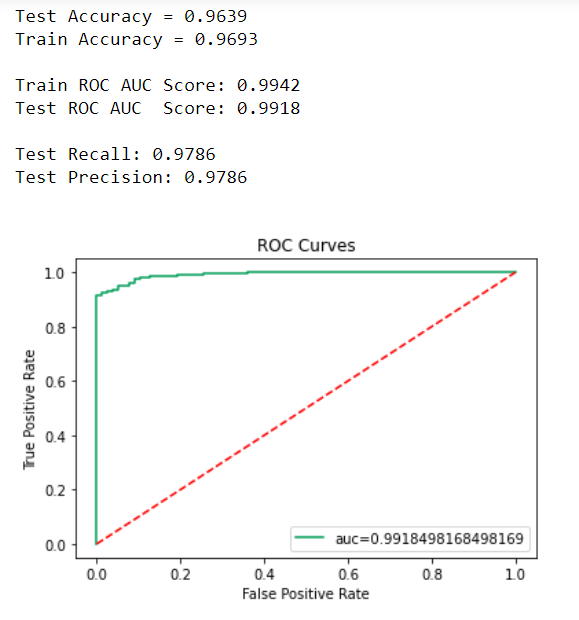 Test Accuracy = 0.9639
Train Accuracy = 0.9693
Train ROC AUC Score: 0.9942
Test ROC AUC  Score: 0.9918
Test Recall: 0.9786
Test Precision: 0.9786
ROC Curves
1.0
0.8
0.6
0.4
0.2
0.0
True Positive Rate
auc=0.9918498168498169
0.0 0.2 0.4 0.6 0.8 1.0
False Positive Rate